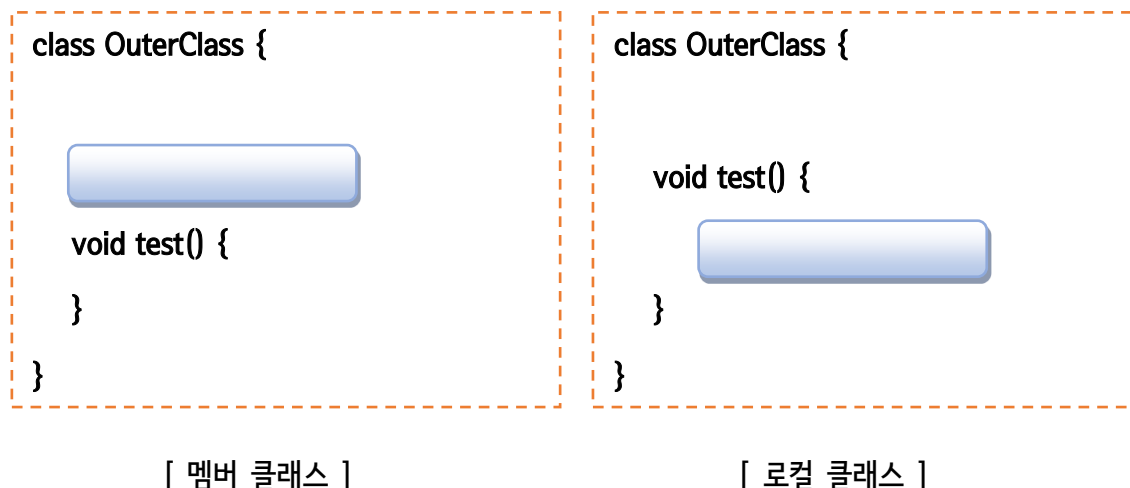 class OuterClass {
void test() {
}
}
[ 멤버 클래스 ]
class OuterClass {
void test() {
}
}
[ 로컬 클래스 ]